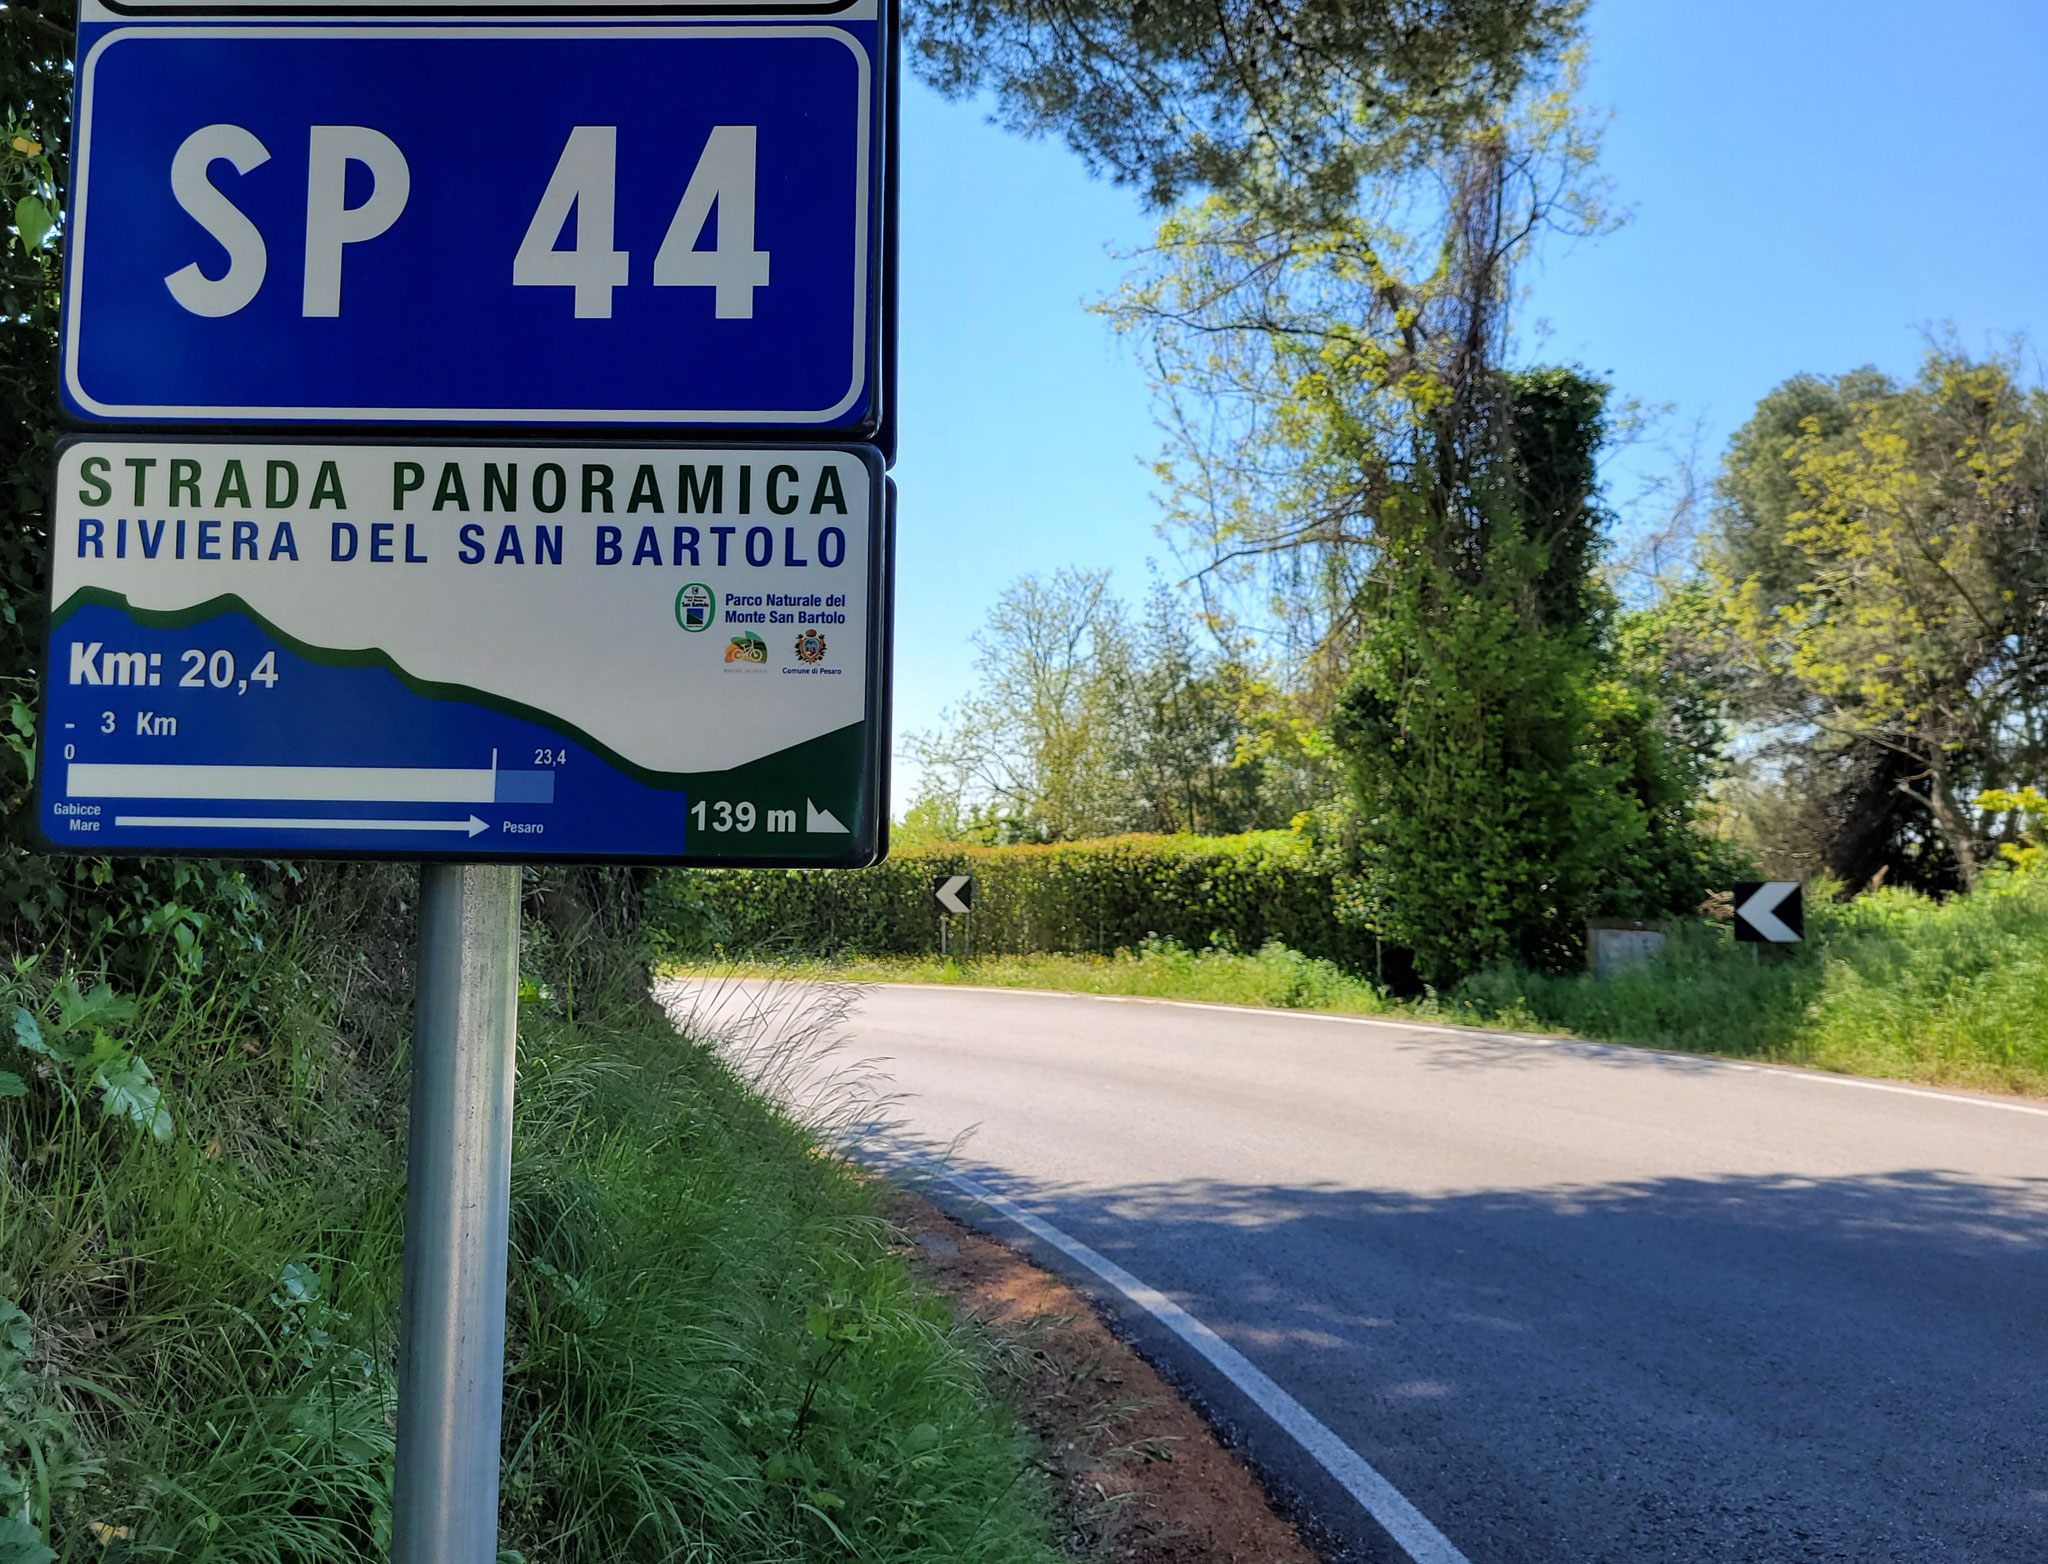 SP 44
STRADA PANORAMICA
RIVIERA DEL SAN BARTOLO
Parco Naturale del
Monte San Bartolo
Comune di Pesaro
Km: 20,4
- 3 Km
0 23,4
Gabicce
Mare
Pesaro
139 m